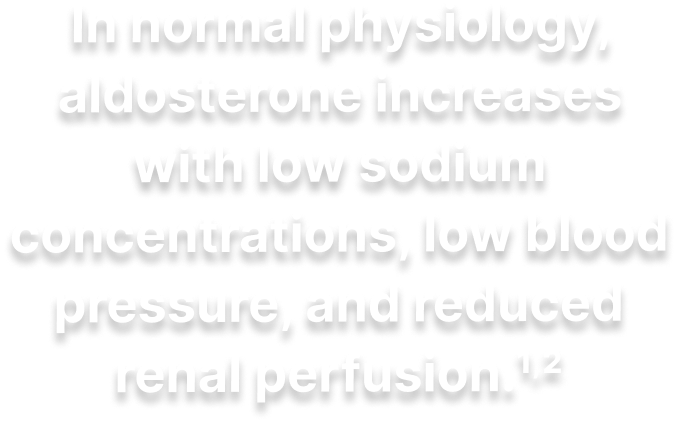 In normal physiology,
aldosterone increases
with low sodium
concentrations, low blood
pressure, and reduced
renal perfusion.¹,²